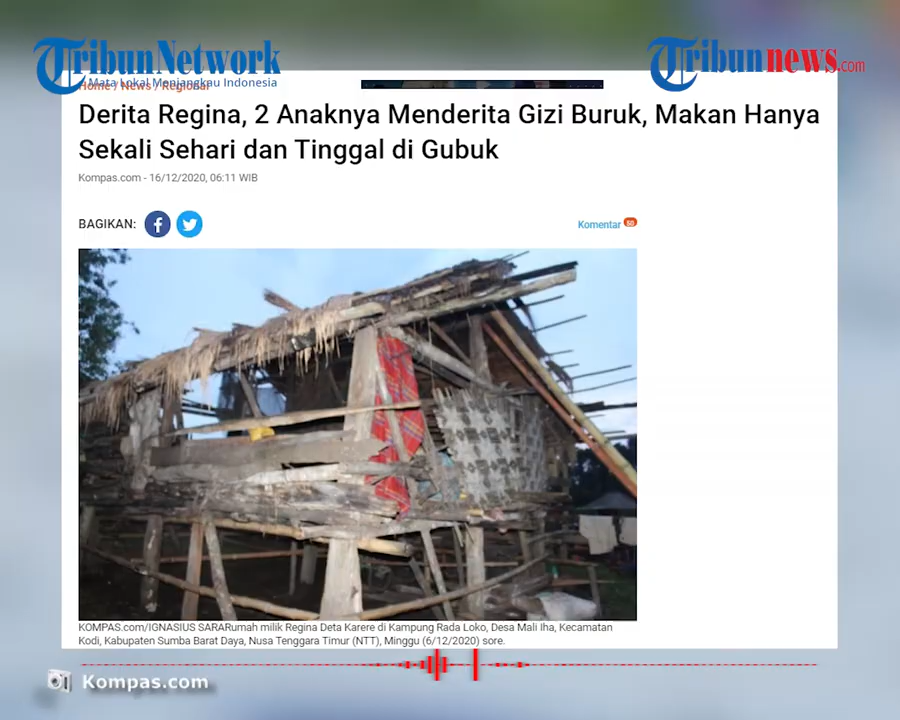 TribunNetwork
Mata Lokal Menjangkau Indonesia
Tribunnews.com
Home / News / Regional
Derita Regina, 2 Anaknya Menderita Gizi Buruk, Makan Hanya
Sekali Sehari dan Tinggal di Gubuk
Kompas.com - 16/12/2020, 06:11 WIB
BAGIKAN:
Komentar
KOMPAS.com/IGNASIUS SARARumah milik Regina Deta Karere di Kampung Rada Loko, Desa Mali Iha, Kecamatan
Kodi, Kabupaten Sumba Barat Daya, Nusa Tenggara Timur (NTT), Minggu (6/12/2020) sore.
Kompas.com